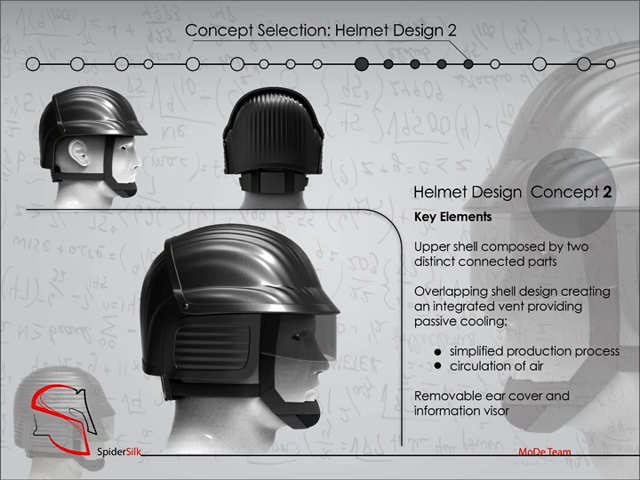 Concept Selection: Helmet Design 2
Helmet Design Concept 2
Key Elements
Upper shell composed by two
distinct connected parts
Overlapping shell design creating
an integrated vent providing
passive cooling:
● simplified production process
● circulation of air
Removable ear cover and
information visor
SpiderSilk
MoDe Team